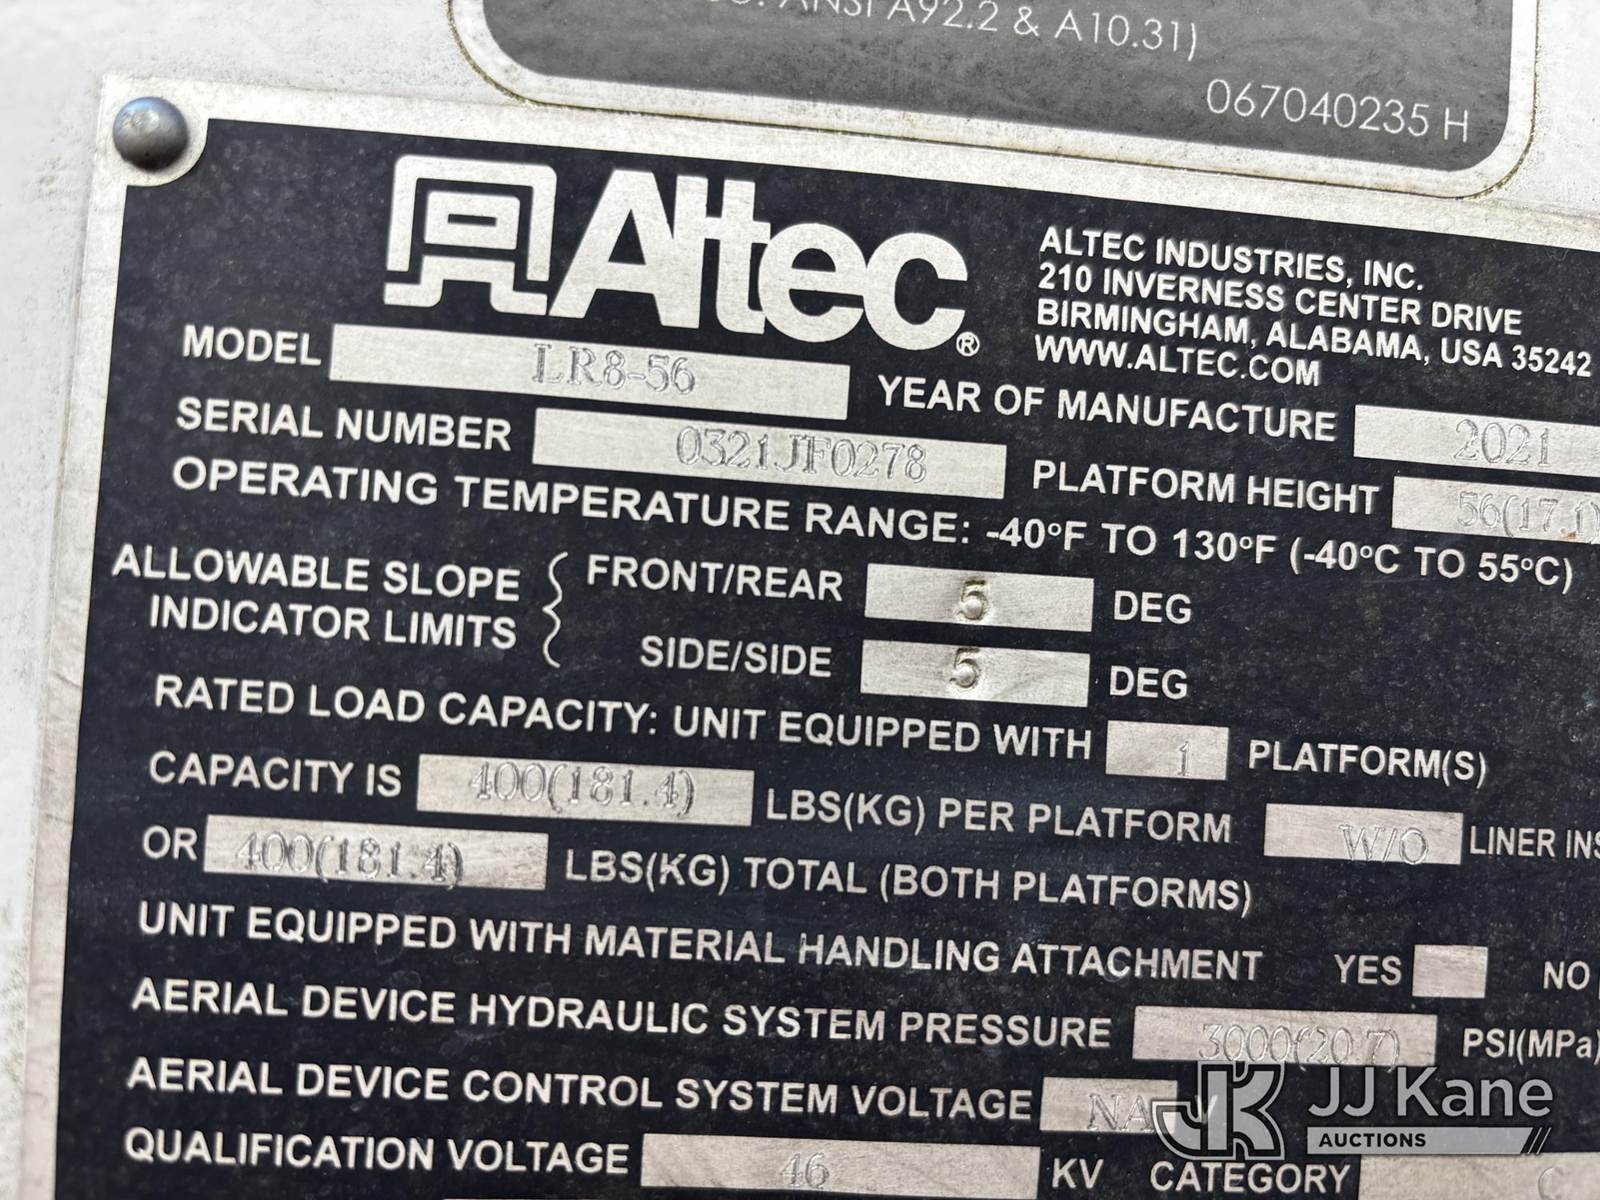 ANSI A92.2 & A10.31)
067040235 H
Altec®
ALTEC INDUSTRIES, INC.
210 INVERNESS CENTER DRIVE
BIRMINGHAM, ALABAMA, USA 35242
WWW.ALTEC.COM
MODEL LR8-56 YEAR OF MANUFACTURE 2021
SERIAL NUMBER 0321JF0278 PLATFORM HEIGHT 56(17.1)
OPERATING TEMPERATURE RANGE: -40°F TO 130°F (-40°C TO 55°C)
ALLOWABLE SLOPE INDICATOR LIMITS { FRONT/REAR 5 DEG
SIDE/SIDE 5 DEG
RATED LOAD CAPACITY: UNIT EQUIPPED WITH 1 PLATFORM(S)
CAPACITY IS 400(181.4) LBS(KG) PER PLATFORM W/O LINER
OR 400(181.4) LBS(KG) TOTAL (BOTH PLATFORMS)
UNIT EQUIPPED WITH MATERIAL HANDLING ATTACHMENT YES NO
AERIAL DEVICE HYDRAULIC SYSTEM PRESSURE 3000(20.7) PSI(MPa)
AERIAL DEVICE CONTROL SYSTEM VOLTAGE NA V
QUALIFICATION VOLTAGE 46 KV CATEGORY C
JK JJ Kane
AUCTIONS